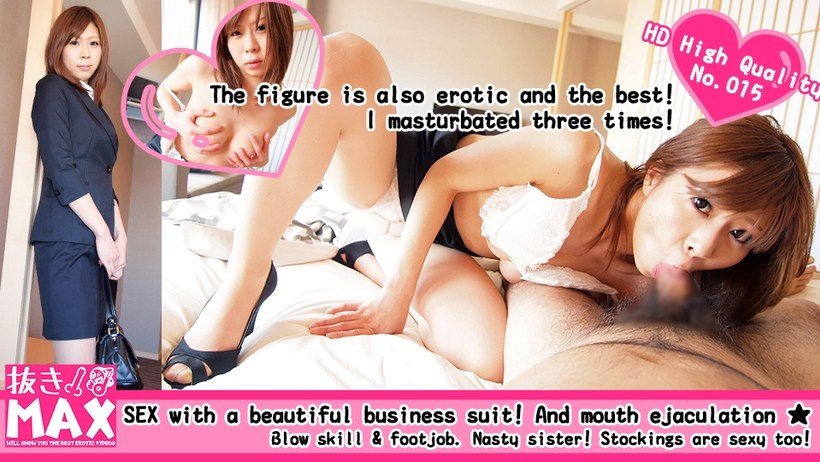 The figure is also erotic and the best!
I masturbated three times!
HD High Quality
No. 015
抜き
MAX
WILL SHOW YOU THE BEST EROTIC VIDEOS
SEX with a beautiful business suit! And mouth ejaculation ★
Blow skill & footjob. Nasty sister! Stockings are sexy too!